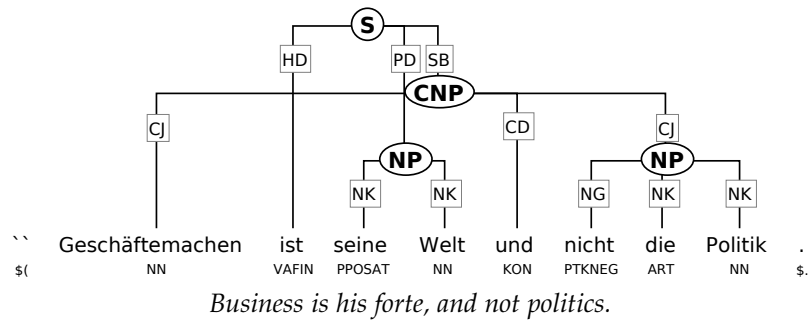 S
HD PD SB
CNP
CJ CD CJ
NP NP
NK NK NG NK NK
`` Geschäftemachen ist seine Welt und nicht die Politik .
$( NN VAFIN PPOSAT NN KON PTKNEG ART NN $.
Business is his forte, and not politics.